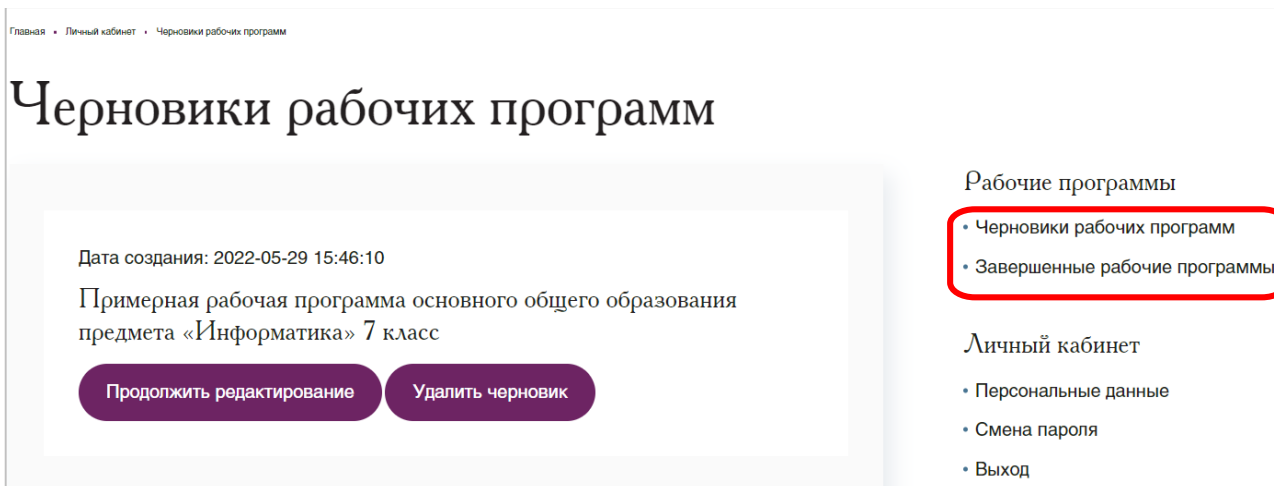 Главная • Личный кабинет • Черновики рабочих программ
Черновики рабочих программ
Дата создания: 2022-05-29 15:46:10
Примерная рабочая программа основного общего образования
предмета «Информатика» 7 класс
Продолжить редактирование
Удалить черновик
Рабочие программы
• Черновики рабочих программ
• Завершенные рабочие программы
Личный кабинет
• Персональные данные
• Смена пароля
• Выход